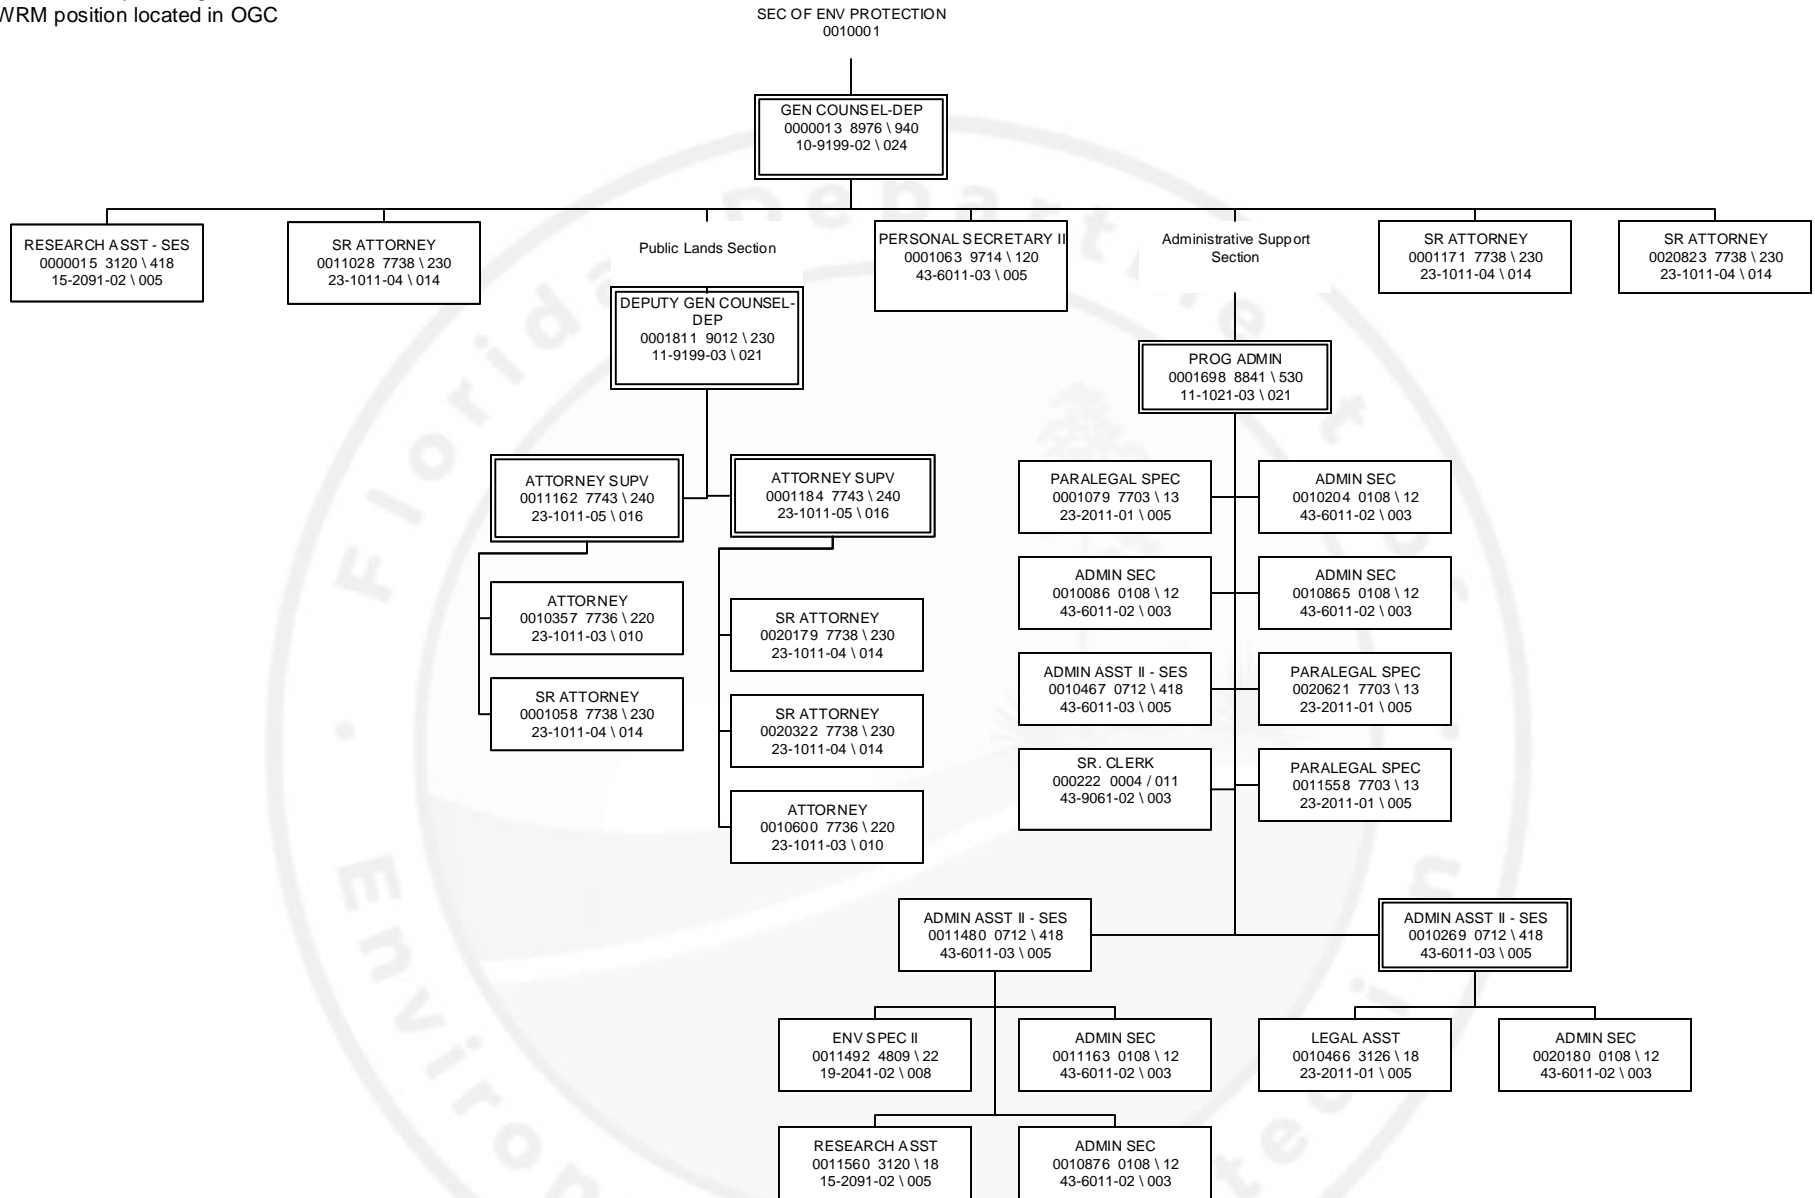 WRM position located in OGC
SEC OF ENV PROTECTION
0010001
GEN COUNSEL-DEP
0000013 8976 \ 940
10-9199-02 \ 024
RESEARCH ASST - SES
0000015 3120 \ 418
15-2091-02 \ 005
SR ATTORNEY
0011028 7738 \ 230
23-1011-04 \ 014
Public Lands Section
PERSONAL SECRETARY II
0001063 9714 \ 120
43-6011-03 \ 005
Administrative Support
Section
SR ATTORNEY
0001171 7738 \ 230
23-1011-04 \ 014
SR ATTORNEY
0020823 7738 \ 230
23-1011-04 \ 014
DEPUTY GEN COUNSEL-
DEP
0001811 9012 \ 230
11-9199-03 \ 021
PROG ADMIN
0001698 8841 \ 530
11-1021-03 \ 021
ATTORNEY SUPV
0011162 7743 \ 240
23-1011-05 \ 016
ATTORNEY SUPV
0001184 7743 \ 240
23-1011-05 \ 016
ATTORNEY
0010357 7736 \ 220
23-1011-03 \ 010
SR ATTORNEY
0001058 7738 \ 230
23-1011-04 \ 014
SR ATTORNEY
0020179 7738 \ 230
23-1011-04 \ 014
SR ATTORNEY
0020322 7738 \ 230
23-1011-04 \ 014
ATTORNEY
0010600 7736 \ 220
23-1011-03 \ 010
PARALEGAL SPEC
0001079 7703 \ 13
23-2011-01 \ 005
ADMIN SEC
0010204 0108 \ 12
43-6011-02 \ 003
ADMIN SEC
0010086 0108 \ 12
43-6011-02 \ 003
ADMIN SEC
0010865 0108 \ 12
43-6011-02 \ 003
ADMIN ASST II - SES
0010467 0712 \ 418
43-6011-03 \ 005
PARALEGAL SPEC
0020621 7703 \ 13
23-2011-01 \ 005
SR. CLERK
000222 0004 / 011
43-9061-02 \ 003
PARALEGAL SPEC
0011558 7703 \ 13
23-2011-01 \ 005
ADMIN ASST II - SES
0011480 0712 \ 418
43-6011-03 \ 005
ADMIN ASST II - SES
0010269 0712 \ 418
43-6011-03 \ 005
ENV SPEC II
0011492 4809 \ 22
19-2041-02 \ 008
ADMIN SEC
0011163 0108 \ 12
43-6011-02 \ 003
LEGAL ASST
0010466 3126 \ 18
23-2011-01 \ 005
ADMIN SEC
0020180 0108 \ 12
43-6011-02 \ 003
RESEARCH ASST
0011560 3120 \ 18
15-2091-02 \ 005
ADMIN SEC
0010876 0108 \ 12
43-6011-02 \ 003
Florida Department of